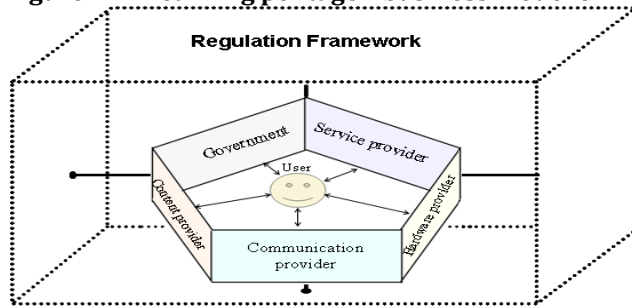 Regulation Framework
Government
Service provider
User
Content provider
Hardware provider
Communication
provider